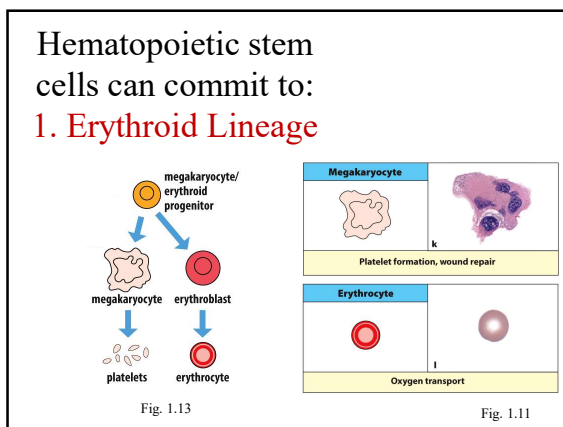 Hematopoietic stem
cells can commit to:
1. Erythroid Lineage
megakaryocyte/
erythroid
progenitor
megakaryocyte
erythroblast
platelets
erythrocyte
Fig. 1.13
Megakaryocyte
k
Platelet formation, wound repair
Erythrocyte
l
Oxygen transport
Fig. 1.11